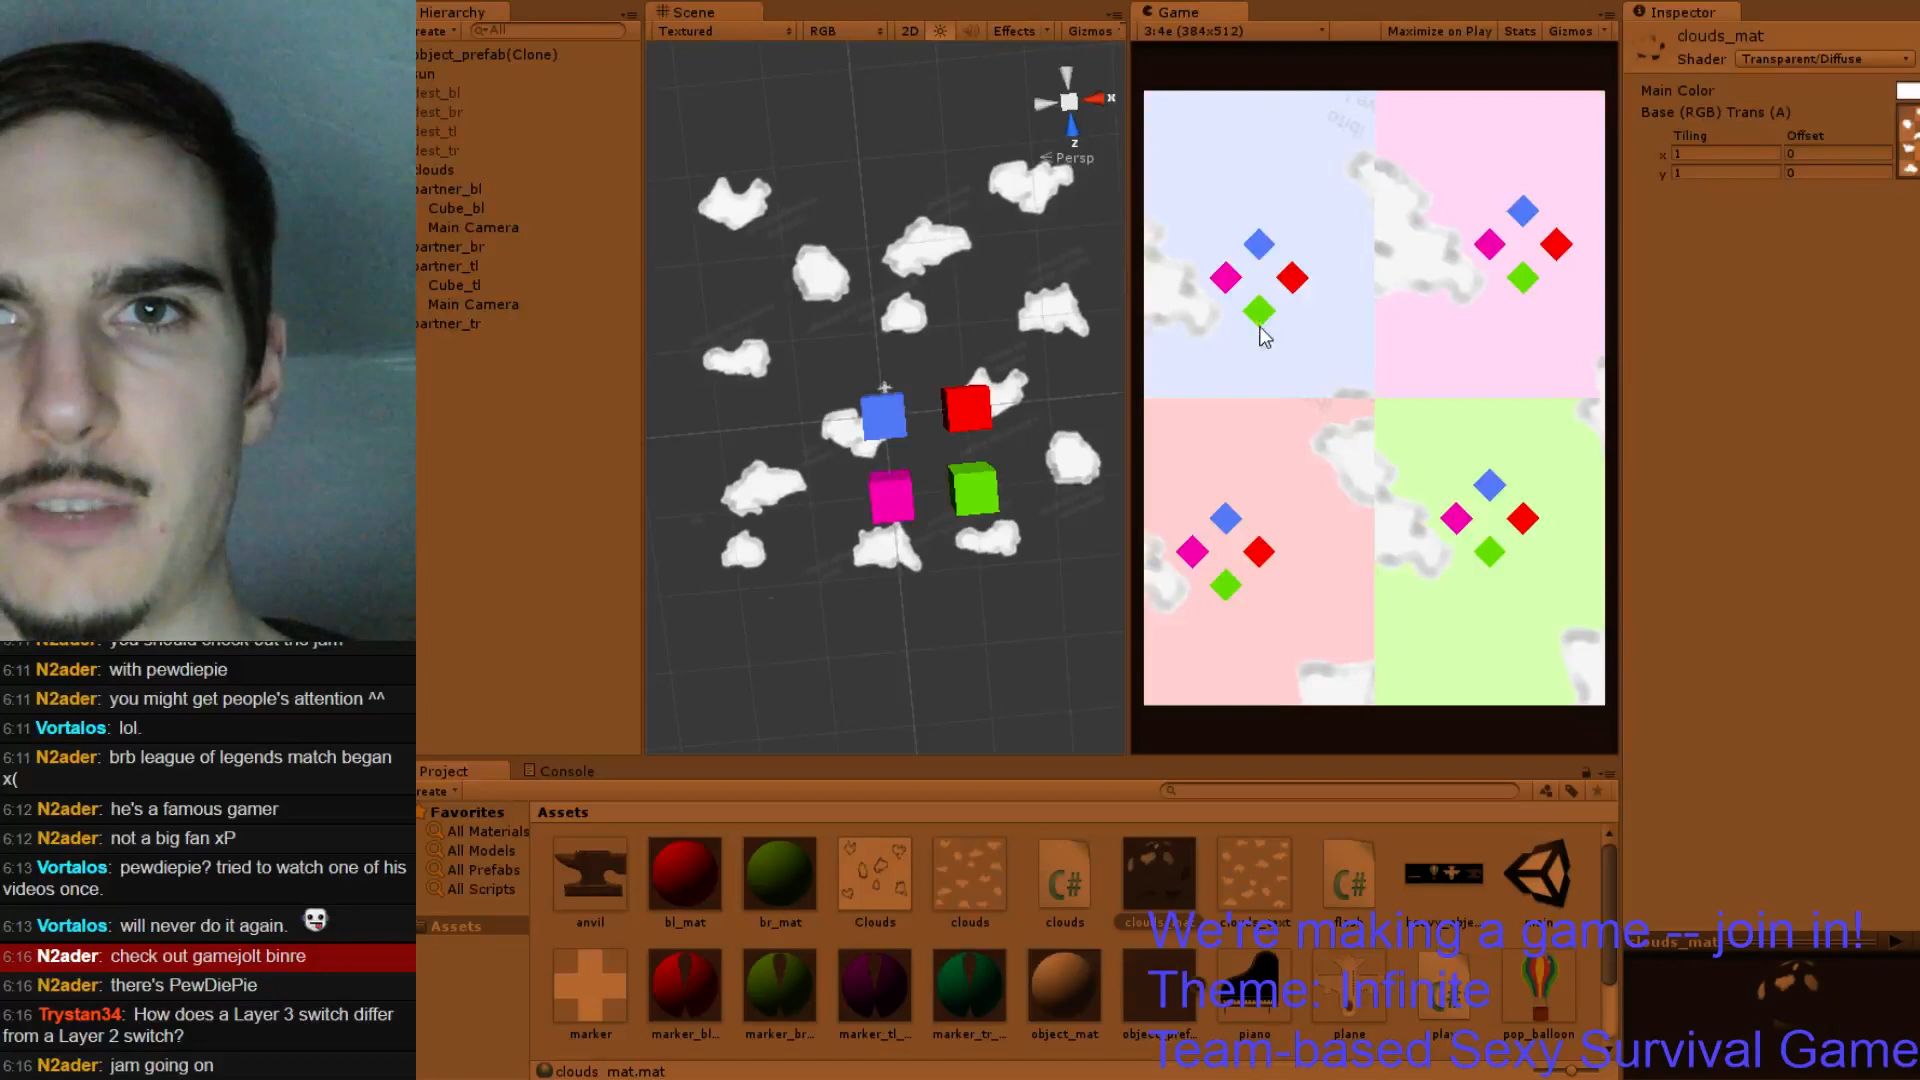 Hierarchy
reate
All
object_prefab(Clone)
sun
dest_bl
dest_br
dest_tl
dest_tr
clouds
partner_bl
Cube_bl
Main Camera
partner_br
partner_tl
Cube_tl
Main Camera
partner_tr
Scene
Textured
RGB
2D
Effects
Gizmos
x
z
Persp
Game
3:4e (384x512)
Maximize on Play
Stats
Gizmos
Inspector
clouds_mat
Shader
Transparent/Diffuse
Main Color
Base (RGB) Trans (A)
Tiling
Offset
x 1 0
y 1 0
6:11 N2ader: with pewdiepie
6:11 N2ader: you might get people's attention ^^
6:11 Vortalos: lol.
6:11 N2ader: brb league of legends match began
x(
6:12 N2ader: he's a famous gamer
6:12 N2ader: not a big fan xP
6:13 Vortalos: pewdiepie? tried to watch one of his
videos once.
6:13 Vortalos: will never do it again.
6:16 N2ader: check out gamejolt binre
6:16 N2ader: there's PewDiePie
6:16 Trystan34: How does a Layer 3 switch differ
from a Layer 2 switch?
6:16 N2ader: jam going on
Project
Console
reate
Favorites
All Materials
All Models
All Prefabs
All Scripts
Assets
Assets
anvil
bl_mat
br_mat
Clouds
clouds
clouds
C#
C#
marker
marker_bl...
marker_br...
marker_tl_...
marker_tr_...
object_mat
object_pref...
piano
plane
pop_balloon
clouds_mat.mat
We're making a game -- join in!
Theme: Infinite
Team-based Sexy Survival Game